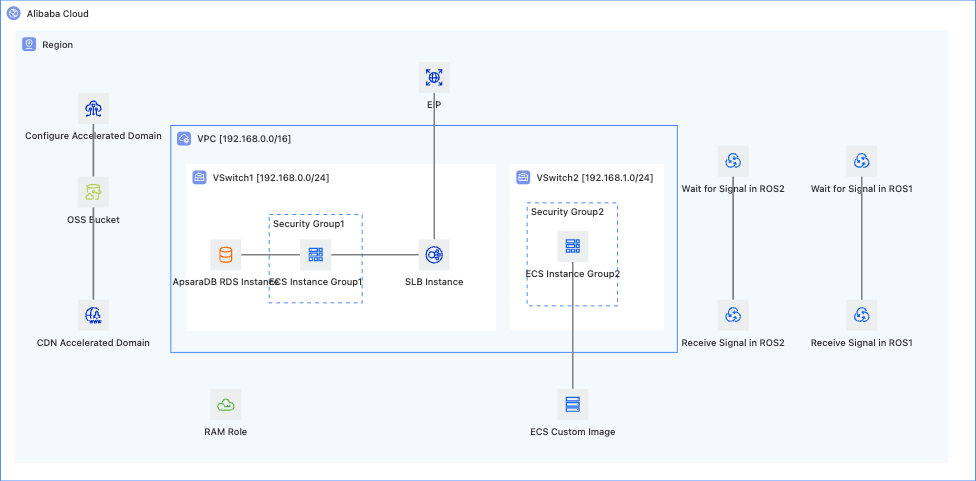 Alibaba Cloud
Region
EIP
Configure Accelerated Domain
VPC [192.168.0.0/16]
VSwitch1 [192.168.0.0/24]
VSwitch2 [192.168.1.0/24]
Wait for Signal in ROS2
Wait for Signal in ROS1
OSS Bucket
Security Group1
Security Group2
ApsaraDB RDS Instance
ECS Instance Group1
SLB Instance
ECS Instance Group2
CDN Accelerated Domain
Receive Signal in ROS2
Receive Signal in ROS1
RAM Role
ECS Custom Image